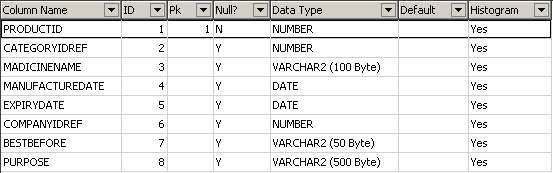 Column Name ID Pk Null? Data Type Default Histogram
PRODUCTID 1 1 N NUMBER Yes
CATEGORYIDREF 2 Y NUMBER Yes
MADICINENAME 3 Y VARCHAR2 (100 Byte) Yes
MANUFACTUREDATE 4 Y DATE Yes
EXPIRYDATE 5 Y DATE Yes
COMPANYIDREF 6 Y NUMBER Yes
BESTBEFORE 7 Y VARCHAR2 (50 Byte) Yes
PURPOSE 8 Y VARCHAR2 (500 Byte) Yes